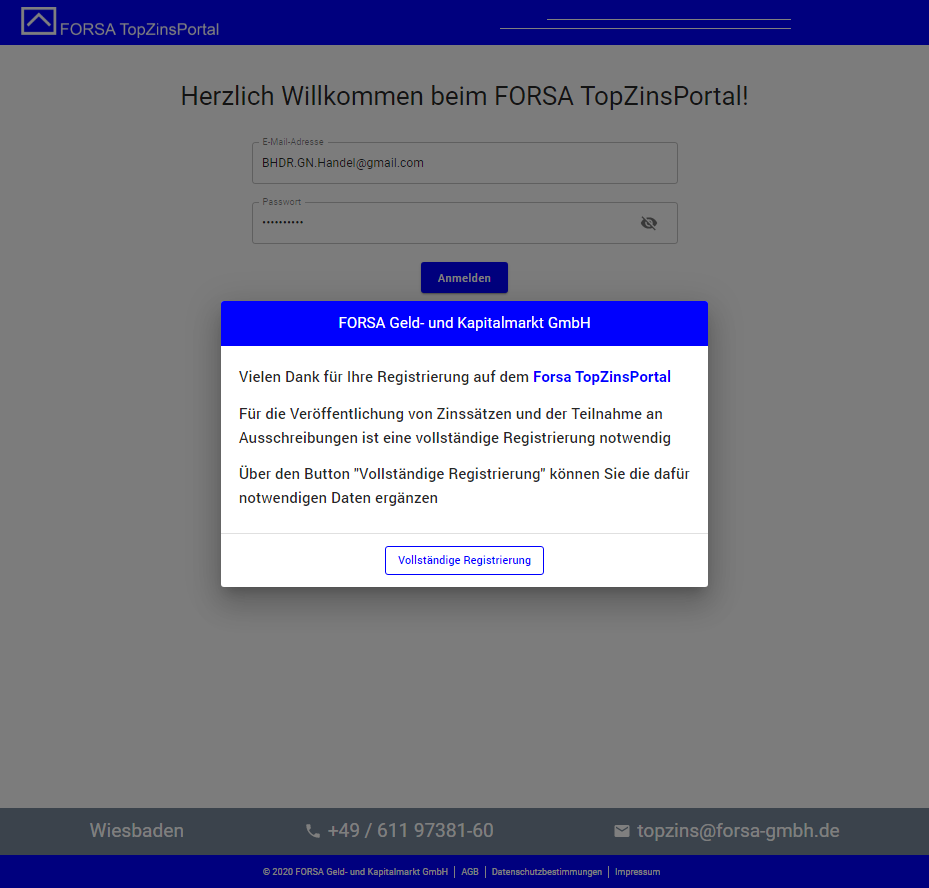 FORSA TopZinsPortal
Herzlich Willkommen beim FORSA TopZinsPortal!
E-Mail-Adresse
BHDR.GN.Handel@gmail.com
Passwort
••••••••••
Anmelden
FORSA Geld- und Kapitalmarkt GmbH
Vielen Dank für Ihre Registrierung auf dem Forsa TopZinsPortal
Für die Veröffentlichung von Zinssätzen und der Teilnahme an
Ausschreibungen ist eine vollständige Registrierung notwendig
Über den Button "Vollständige Registrierung" können Sie die dafür
notwendigen Daten ergänzen
Vollständige Registrierung
Wiesbaden +49 / 611 97381-60 topzins@forsa-gmbh.de
© 2020 FORSA Geld- und Kapitalmarkt GmbH | AGB | Datenschutzbestimmungen | Impressum